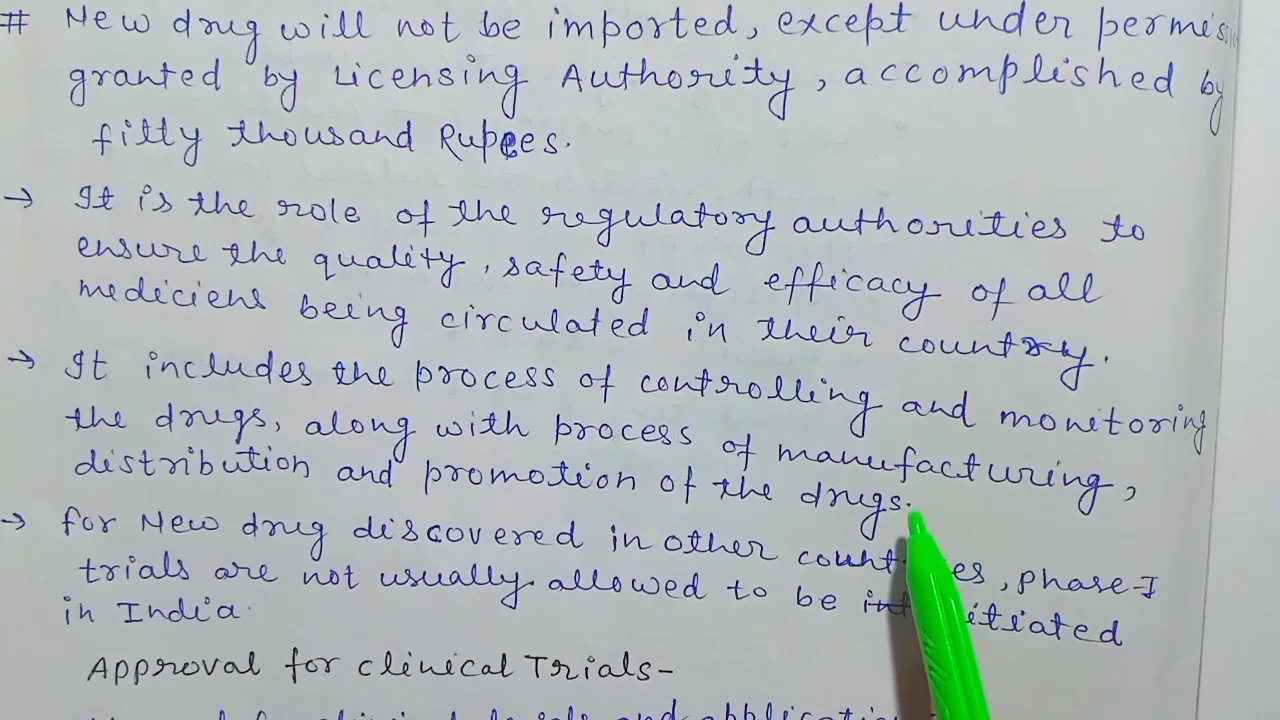 # New drug will not be imported, except under permissi
granted by Licensing Authority, accomplished by
fifty thousand Rupees.
→ It is the role of the regulatory authorities to
ensure the quality, safety and efficacy of all
mediciens being circulated in their country.
→ It includes the process of controlling and monitoring
the drugs, along with process of manufacturing,
distribution and promotion of the drugs.
→ for New drug discovered in other count es, phase-I
trials are not usually allowed to be itiated
in India.
Approval for clinical Trials-